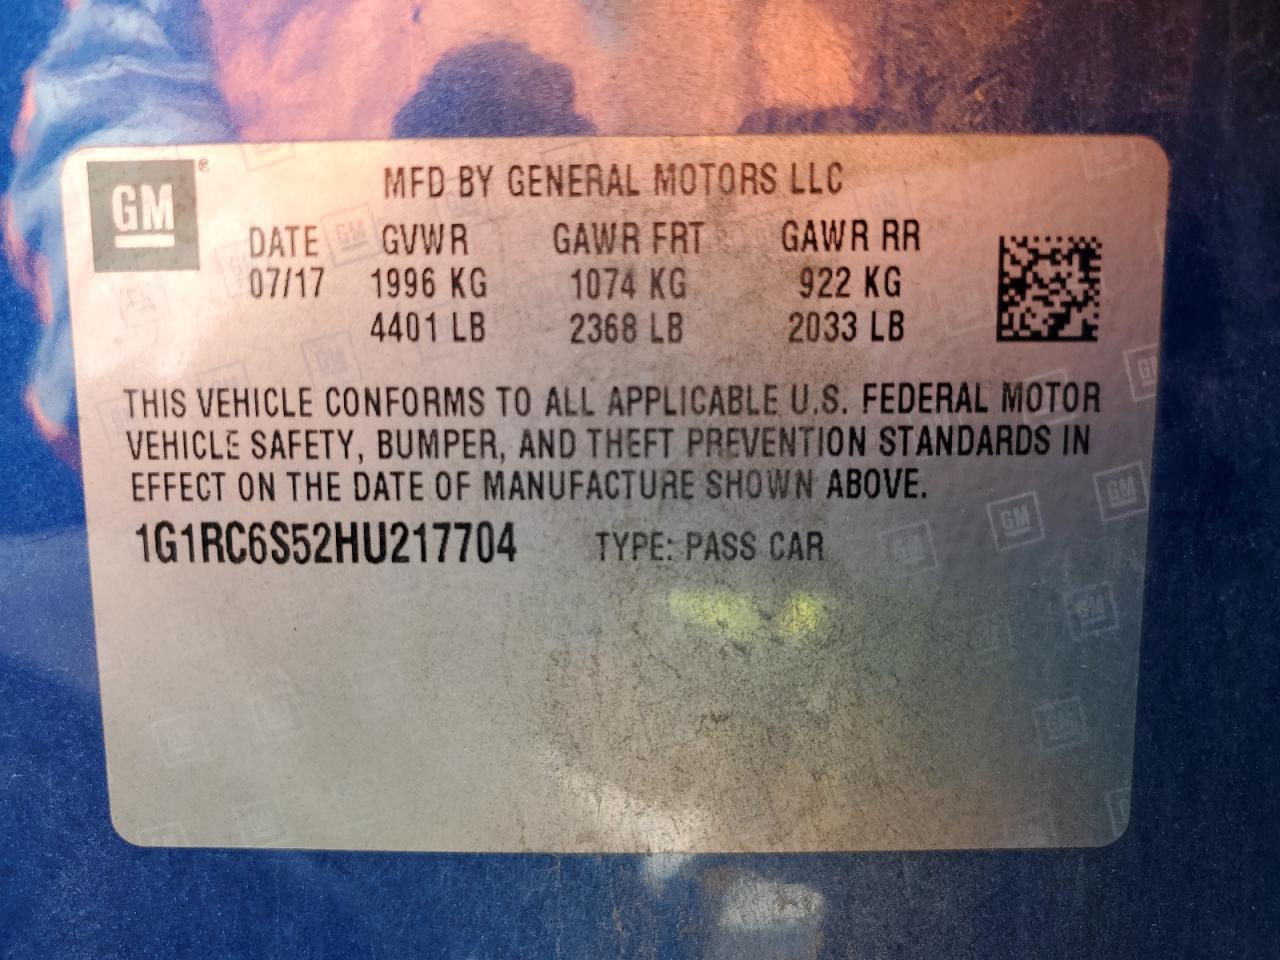 GM ®
MFD BY GENERAL MOTORS LLC
DATE GVWR GAWR FRT GAWR RR
07/17 1996 KG 1074 KG 922 KG
4401 LB 2368 LB 2033 LB
THIS VEHICLE CONFORMS TO ALL APPLICABLE U.S. FEDERAL MOTOR
VEHICLE SAFETY, BUMPER, AND THEFT PREVENTION STANDARDS IN
EFFECT ON THE DATE OF MANUFACTURE SHOWN ABOVE.
1G1RC6S52HU217704 TYPE: PASS CAR